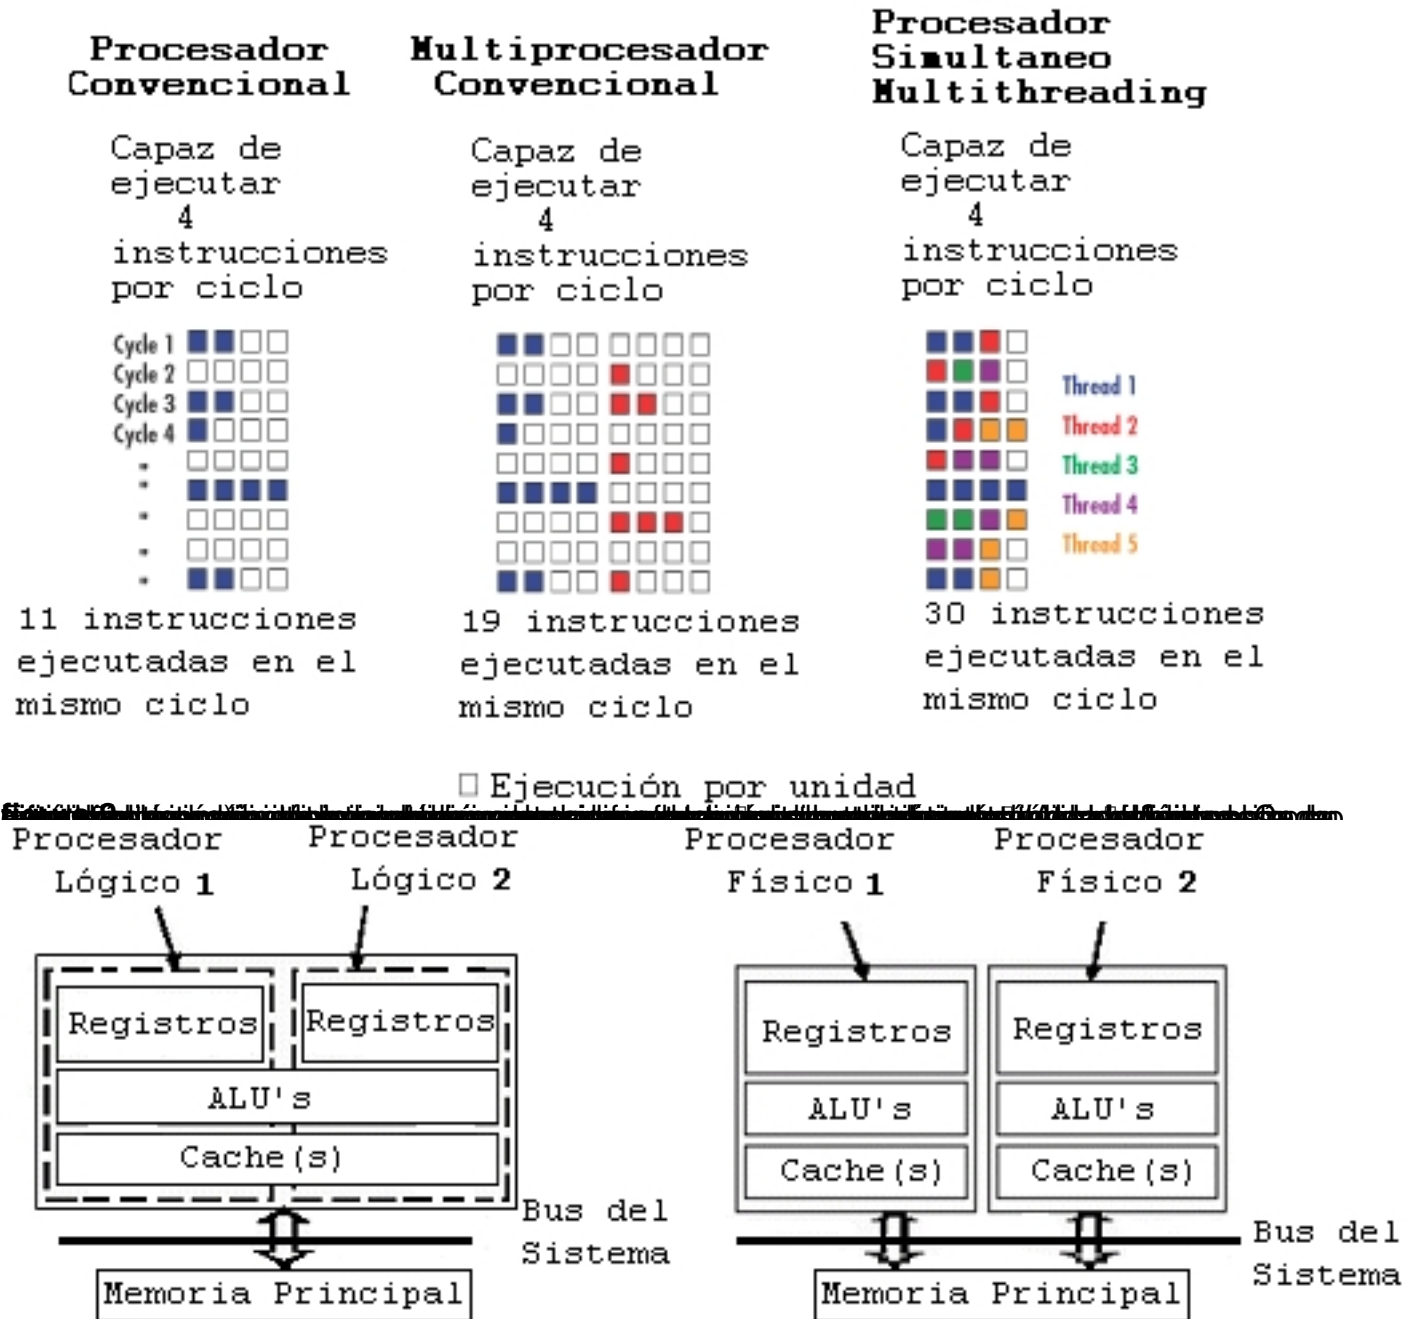 Procesador
Convencional
Capaz de
ejecutar
4
instrucciones
por ciclo
Cycle 1
Cycle 2
Cycle 3
Cycle 4
11 instrucciones
ejecutadas en el
mismo ciclo
Multiprocesador
Convencional
Capaz de
ejecutar
4
instrucciones
por ciclo
19 instrucciones
ejecutadas en el
mismo ciclo
Procesador
Simultaneo
Multithreading
Capaz de
ejecutar
4
instrucciones
por ciclo
Thread 1
Thread 2
Thread 3
Thread 4
Thread 5
30 instrucciones
ejecutadas en el
mismo ciclo
Ejecución por unidad
Procesador
Lógico 1
Procesador
Lógico 2
Registros
Registros
ALU's
Cache(s)
Bus del
Sistema
Memoria Principal
Procesador
Físico 1
Procesador
Físico 2
Registros
Registros
ALU's
ALU's
Cache(s)
Cache(s)
Bus del
Sistema
Memoria Principal